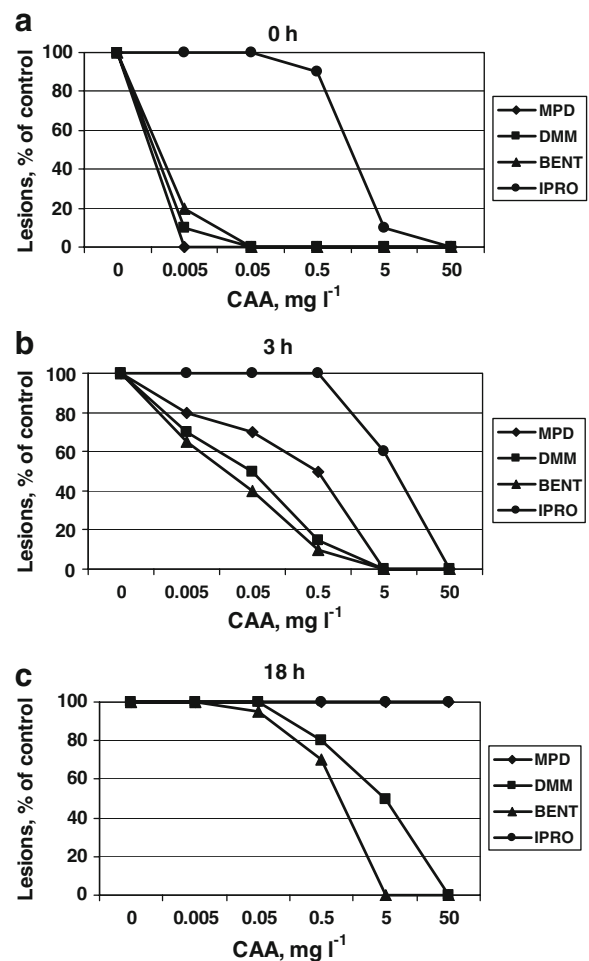 a
0 h
Lesions, % of control
100
80
60
40
20
0
0 0.005 0.05 0.5 5 50
CAA, mg l⁻¹
MPD
DMM
BENT
IPRO
b
3 h
Lesions, % of control
100
80
60
40
20
0
0 0.005 0.05 0.5 5 50
CAA, mg l⁻¹
MPD
DMM
BENT
IPRO
c
18 h
Lesions, % of control
100
80
60
40
20
0
0 0.005 0.05 0.5 5 50
CAA, mg l⁻¹
MPD
DMM
BENT
IPRO